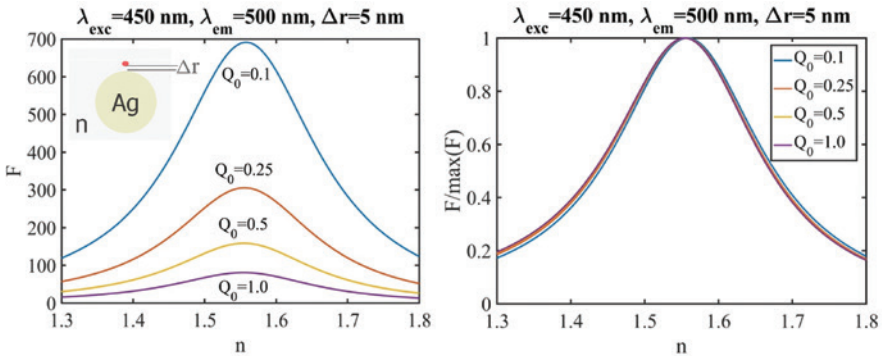 λexc=450 nm, λem=500 nm, Δr=5 nm
700
600
500
400
300
200
100
0
F
Δr
Ag
n
Q0=0.1
Q0=0.25
Q0=0.5
Q0=1.0
1.3 1.4 1.5 1.6 1.7 1.8
n
λexc=450 nm, λem=500 nm, Δr=5 nm
1
0.8
0.6
0.4
0.2
0
F/max(F)
Q0=0.1
Q0=0.25
Q0=0.5
Q0=1.0
1.3 1.4 1.5 1.6 1.7 1.8
n